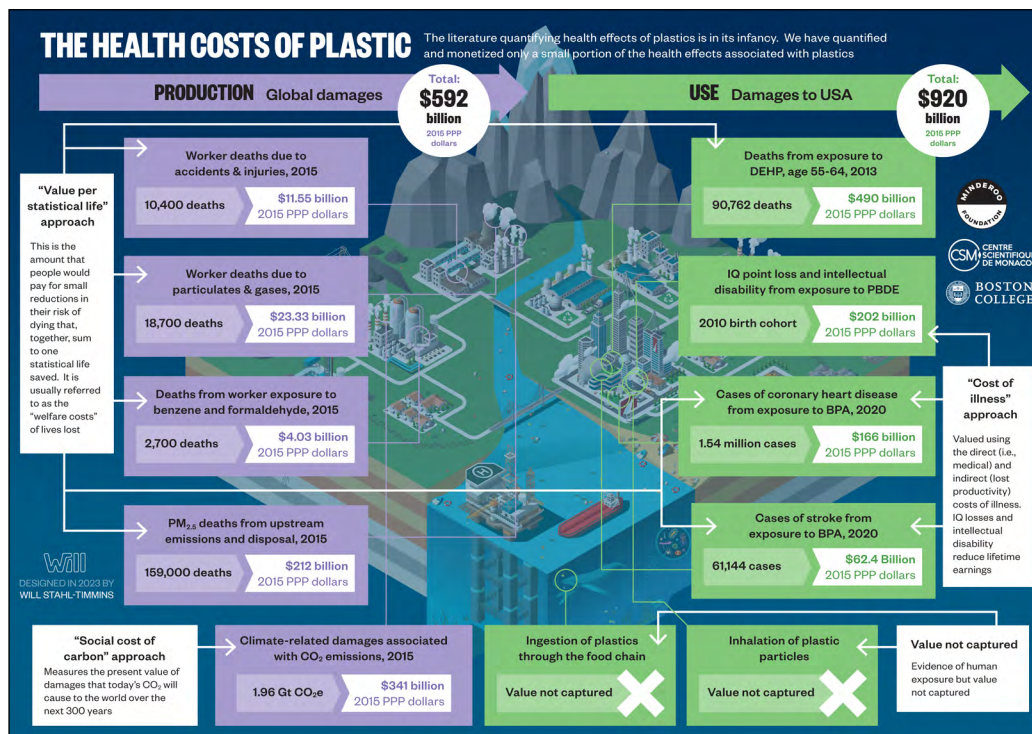 THE HEALTH COSTS OF PLASTIC
The literature quantifying health effects of plastics is in its infancy. We have quantified
and monetized only a small portion of the health effects associated with plastics
PRODUCTION Global damages
Total:
$592
billion
2015 PPP
dollars
USE Damages to USA
Total:
$920
billion
2015 PPP
dollars
"Value per
statistical life"
approach
This is the
amount that
people would
pay for small
reductions in
their risk of
dying that,
together, sum
to one
statistical life
saved. It is
usually referred
to as the
"welfare costs"
of lives lost
Worker deaths due to
accidents & injuries, 2015
10,400 deaths
$11.55 billion
2015 PPP dollars
Worker deaths due to
particulates & gases, 2015
18,700 deaths
$23.33 billion
2015 PPP dollars
Deaths from worker exposure to
benzene and formaldehyde, 2015
2,700 deaths
$4.03 billion
2015 PPP dollars
PM2.5 deaths from upstream
emissions and disposal, 2015
159,000 deaths
$212 billion
2015 PPP dollars
Deaths from exposure to
DEHP, age 55-64, 2013
90,762 deaths
$490 billion
2015 PPP dollars
IQ point loss and intellectual
disability from exposure to PBDE
2010 birth cohort
$202 billion
2015 PPP dollars
Cases of coronary heart disease
from exposure to BPA, 2020
1.54 million cases
$166 billion
2015 PPP dollars
Cases of stroke from
exposure to BPA, 2020
61,144 cases
$62.4 Billion
2015 PPP dollars
MINDEROO
FOUNDATION
CSM
CENTRE
SCIENTIFIQUE
DE MONACO
BOSTON
COLLEGE
"Cost of
illness"
approach
Valued using
the direct (i.e.,
medical) and
indirect (lost
productivity)
costs of illness.
IQ losses and
intellectual
disability
reduce lifetime
earnings
Will
DESIGNED IN 2023 BY
WILL STAHL-TIMMINS
"Social cost of
carbon" approach
Measures the present value of
damages that today's CO2 will
cause to the world over the
next 300 years
Climate-related damages associated
with CO2 emissions, 2015
1.96 Gt CO2e
$341 billion
2015 PPP dollars
Ingestion of plastics
through the food chain
Value not captured
Inhalation of plastic
particles
Value not captured
Value not captured
Evidence of human
exposure but value
not captured
H